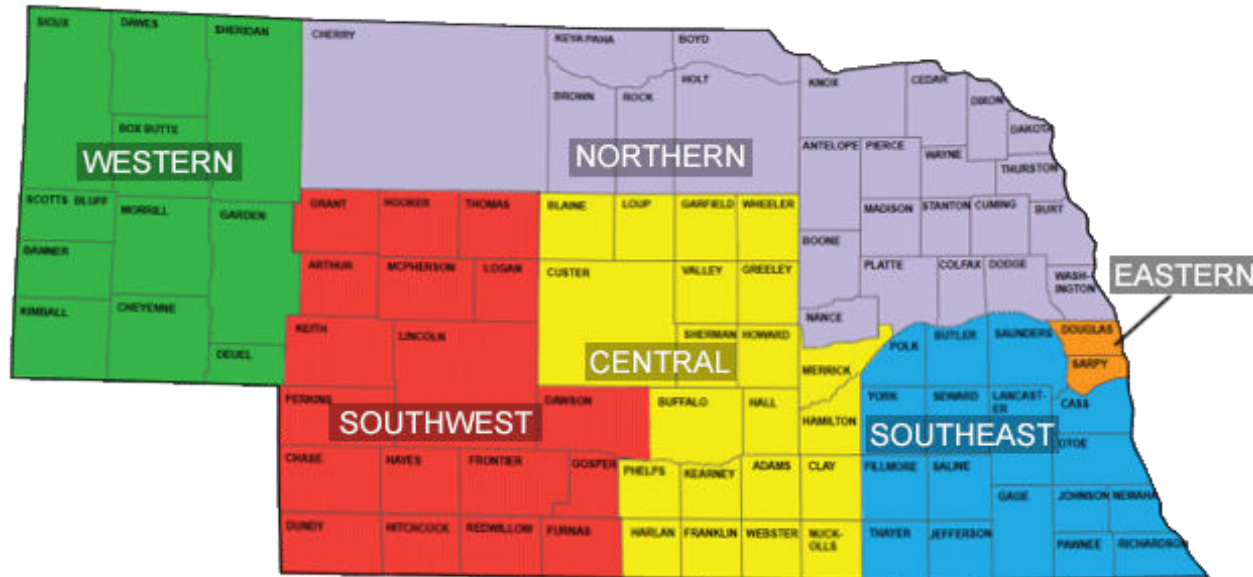 SIOUX
DAWES
SHERIDAN
CHERRY
KEYA PAHA
BOYD
BROWN
ROCK
HOLT
KNOX
CEDAR
DIXON
DAKOTA
BOX BUTTE
WESTERN
NORTHERN
ANTELOPE
PIERCE
WAYNE
THURSTON
SCOTTS BLUFF
MORRILL
GARDEN
GRANT
HOOKER
THOMAS
BLAINE
LOUP
GARFIELD
WHEELER
MADISON
STANTON
CUMING
BURT
BANNER
BOONE
ARTHUR
MCPHERSON
LOGAN
CUSTER
VALLEY
GREELEY
PLATTE
COLFAX
DODGE
WASH-
INGTON
EASTERN
KIMBALL
CHEYENNE
NANCE
KEITH
LINCOLN
SHERMAN
HOWARD
POLK
BUTLER
SAUNDERS
DOUGLAS
DEUEL
CENTRAL
MERRICK
SARPY
PERKINS
SOUTHWEST
DAWSON
BUFFALO
HALL
HAMILTON
YORK
SEWARD
LANCAST-
ER
CASS
SOUTHEAST
OTOE
CHASE
HAYES
FRONTIER
GOSPER
PHELPS
KEARNEY
ADAMS
CLAY
FILLMORE
SALINE
GAGE
JOHNSON
NEMAHA
DUNDY
HITCHCOCK
REDWILLOW
FURNAS
HARLAN
FRANKLIN
WEBSTER
NUCK-
OLLS
THAYER
JEFFERSON
PAWNEE
RICHARDSON